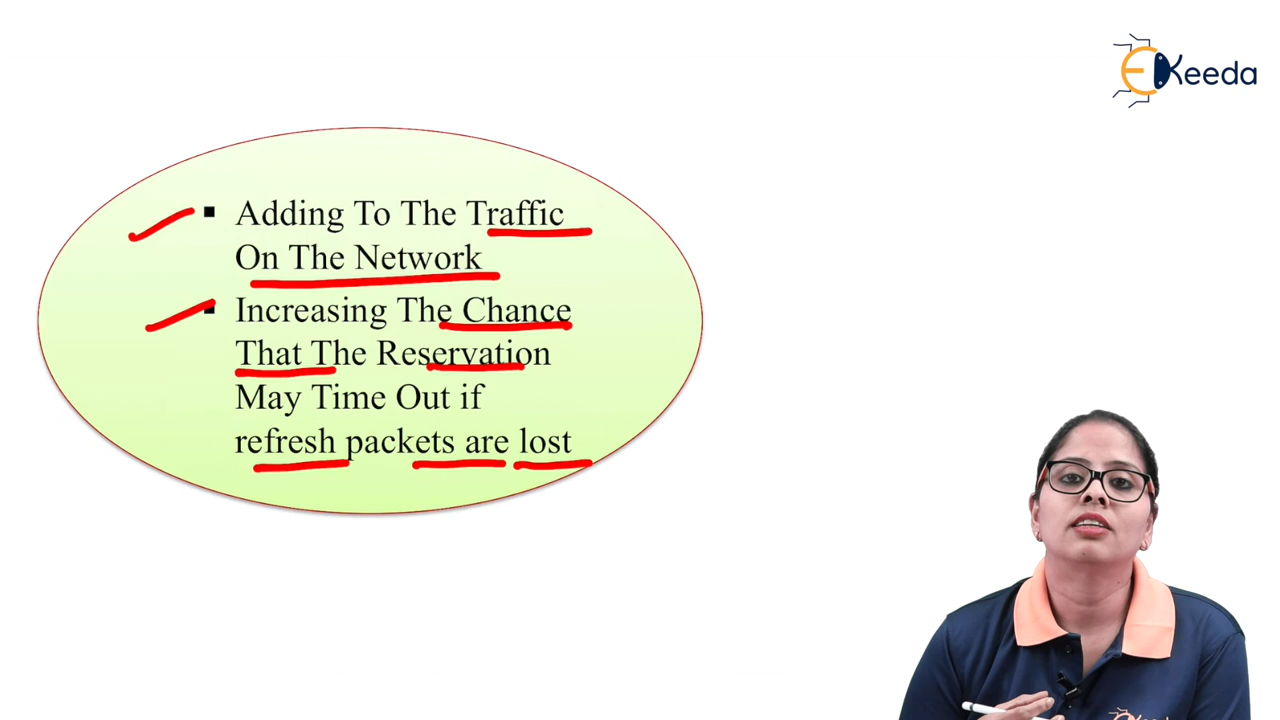 EKeeda
Adding To The Traffic
On The Network
Increasing The Chance
That The Reservation
May Time Out if
refresh packets are lost